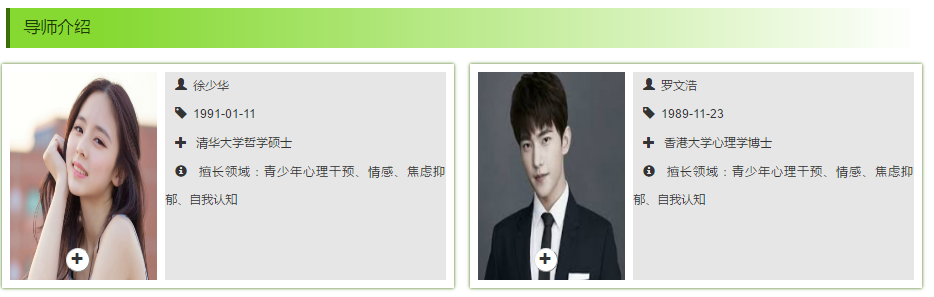 导师介绍
徐少华
1991-01-11
清华大学哲学硕士
擅长领域：青少年心理干预、情感、焦虑抑
郁、自我认知
罗文浩
1989-11-23
香港大学心理学博士
擅长领域：青少年心理干预、情感、焦虑抑
郁、自我认知